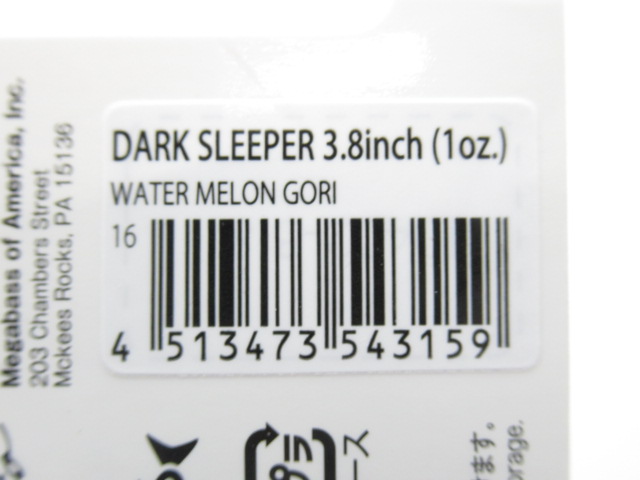 DARK SLEEPER 3.8inch (1oz.)
WATER MELON GORI
16
4 513473 543159
Megabass of America, Inc.
203 Chambers Street
Mckees Rocks, PA 15136
ース
ます。
orage.